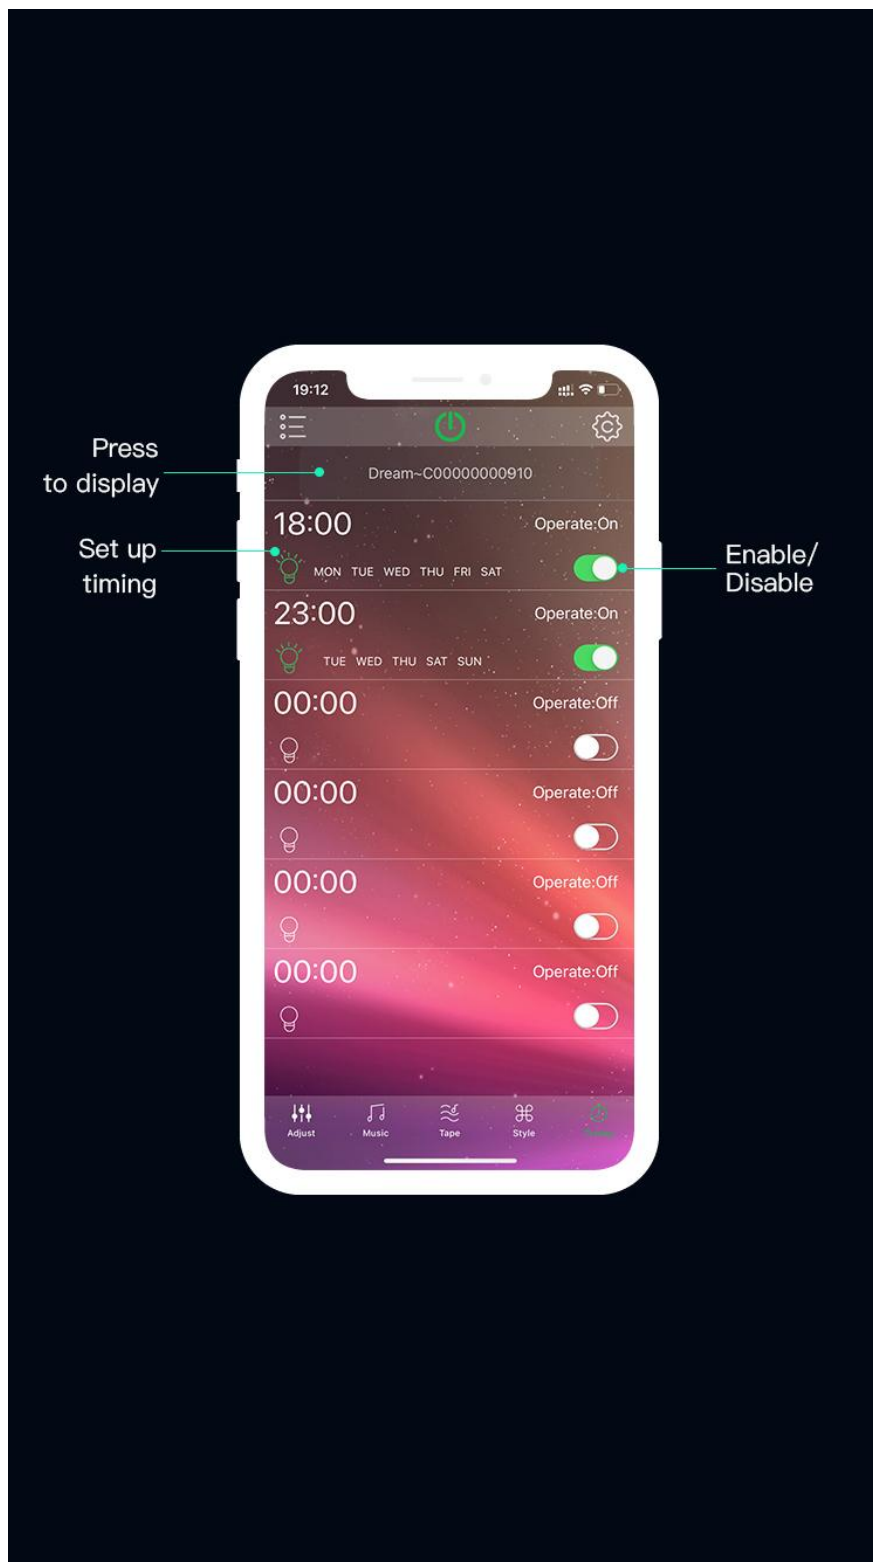 19:12
Press
to display
Dream~C00000000910
18:00
Operate:On
Set up
timing
MON TUE WED THU FRI SAT
Enable/
Disable
23:00
Operate:On
TUE WED THU SAT SUN
00:00
Operate:Off
00:00
Operate:Off
00:00
Operate:Off
00:00
Operate:Off
Adjust
Music
Tape
Style